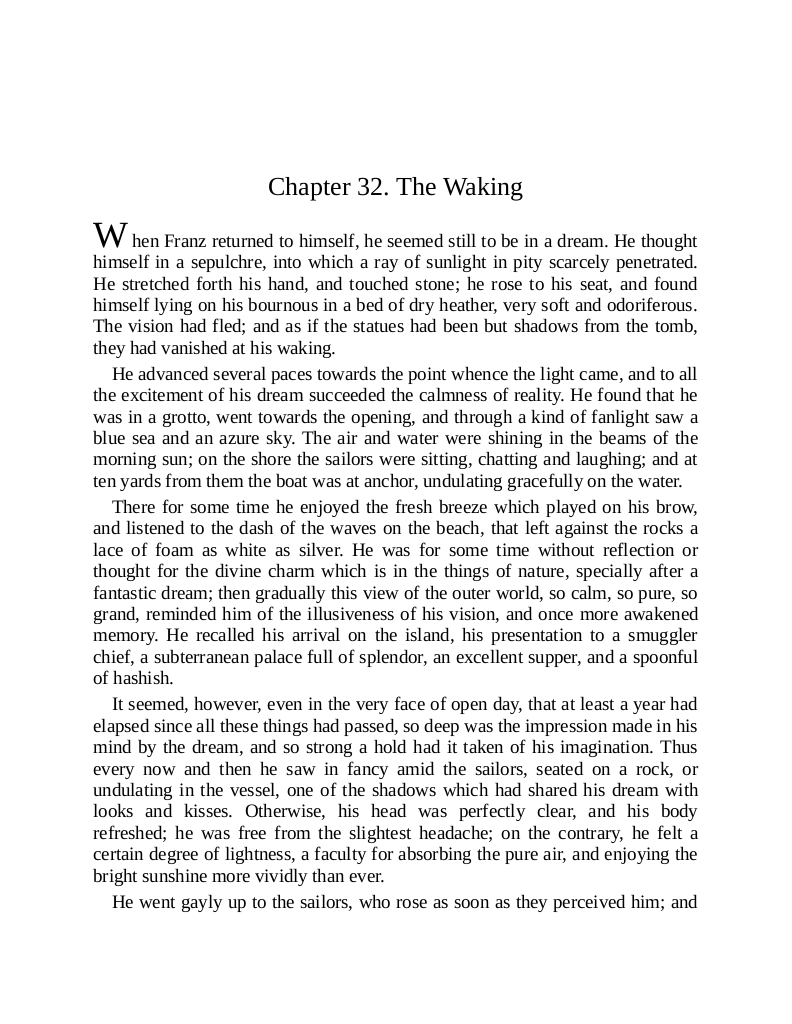 Chapter 32. The Waking
When Franz returned to himself, he seemed still to be in a dream. He thought
himself in a sepulchre, into which a ray of sunlight in pity scarcely penetrated.
He stretched forth his hand, and touched stone; he rose to his seat, and found
himself lying on his bournous in a bed of dry heather, very soft and odoriferous.
The vision had fled; and as if the statues had been but shadows from the tomb,
they had vanished at his waking.
He advanced several paces towards the point whence the light came, and to all
the excitement of his dream succeeded the calmness of reality. He found that he
was in a grotto, went towards the opening, and through a kind of fanlight saw a
blue sea and an azure sky. The air and water were shining in the beams of the
morning sun; on the shore the sailors were sitting, chatting and laughing; and at
ten yards from them the boat was at anchor, undulating gracefully on the water.
There for some time he enjoyed the fresh breeze which played on his brow,
and listened to the dash of the waves on the beach, that left against the rocks a
lace of foam as white as silver. He was for some time without reflection or
thought for the divine charm which is in the things of nature, specially after a
fantastic dream; then gradually this view of the outer world, so calm, so pure, so
grand, reminded him of the illusiveness of his vision, and once more awakened
memory. He recalled his arrival on the island, his presentation to a smuggler
chief, a subterranean palace full of splendor, an excellent supper, and a spoonful
of hashish.
It seemed, however, even in the very face of open day, that at least a year had
elapsed since all these things had passed, so deep was the impression made in his
mind by the dream, and so strong a hold had it taken of his imagination. Thus
every now and then he saw in fancy amid the sailors, seated on a rock, or
undulating in the vessel, one of the shadows which had shared his dream with
looks and kisses. Otherwise, his head was perfectly clear, and his body
refreshed; he was free from the slightest headache; on the contrary, he felt a
certain degree of lightness, a faculty for absorbing the pure air, and enjoying the
bright sunshine more vividly than ever.
He went gayly up to the sailors, who rose as soon as they perceived him; and